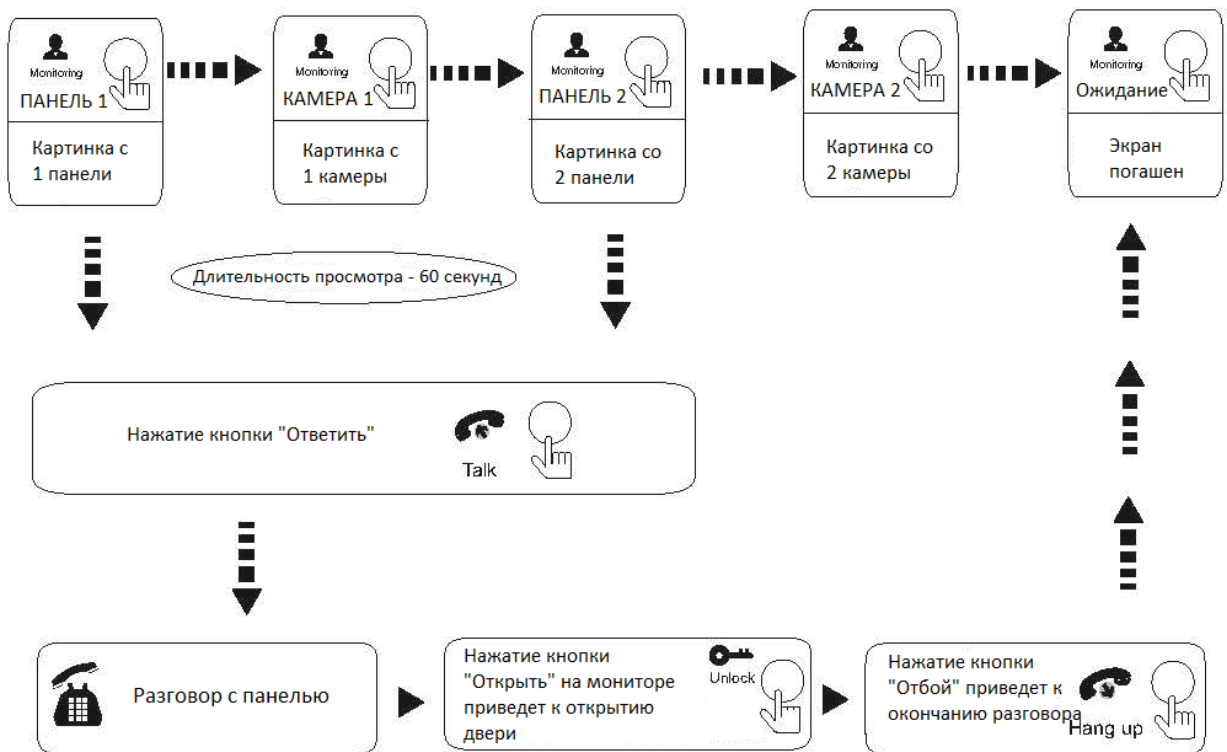 Monitoring
ПАНЕЛЬ 1
Картинка с
1 панели
Monitoring
КАМЕРА 1
Картинка с
1 камеры
Monitoring
ПАНЕЛЬ 2
Картинка со
2 панели
Monitoring
КАМЕРА 2
Картинка со
2 камеры
Monitoring
Ожидание
Экран
погашен
Длительность просмотра - 60 секунд
Нажатие кнопки "Ответить"
Talk
Разговор с панелью
Нажатие кнопки
"Открыть" на мониторе
приведет к открытию
двери
Unlock
Нажатие кнопки
"Отбой" приведет к
окончанию разговора
Hang up